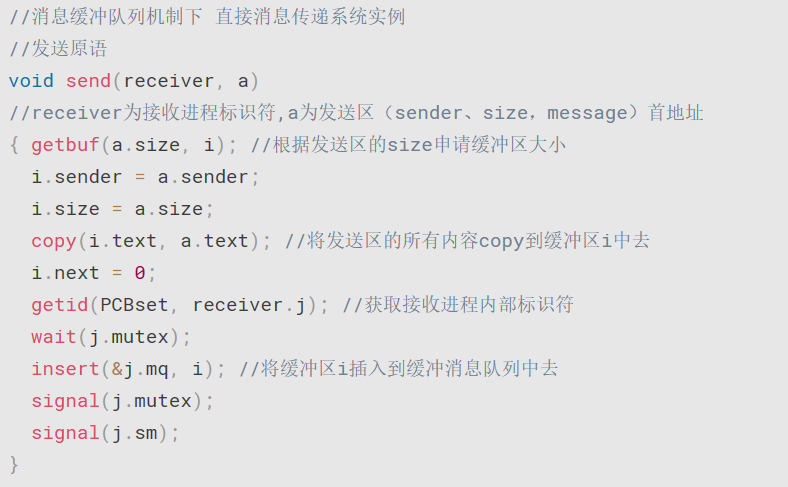 //消息缓冲队列机制下 直接消息传递系统实例
//发送原语
void send(receiver, a)
//receiver为接收进程标识符,a为发送区（sender、size，message）首地址
{ getbuf(a.size, i); //根据发送区的size申请缓冲区大小
  i.sender = a.sender;
  i.size = a.size;
  copy(i.text, a.text); //将发送区的所有内容copy到缓冲区i中去
  i.next = 0;
  getid(PCBset, receiver.j); //获取接收进程内部标识符
  wait(j.mutex);
  insert(&j.mq, i); //将缓冲区i插入到缓冲消息队列中去
  signal(j.mutex);
  signal(j.sm);
}